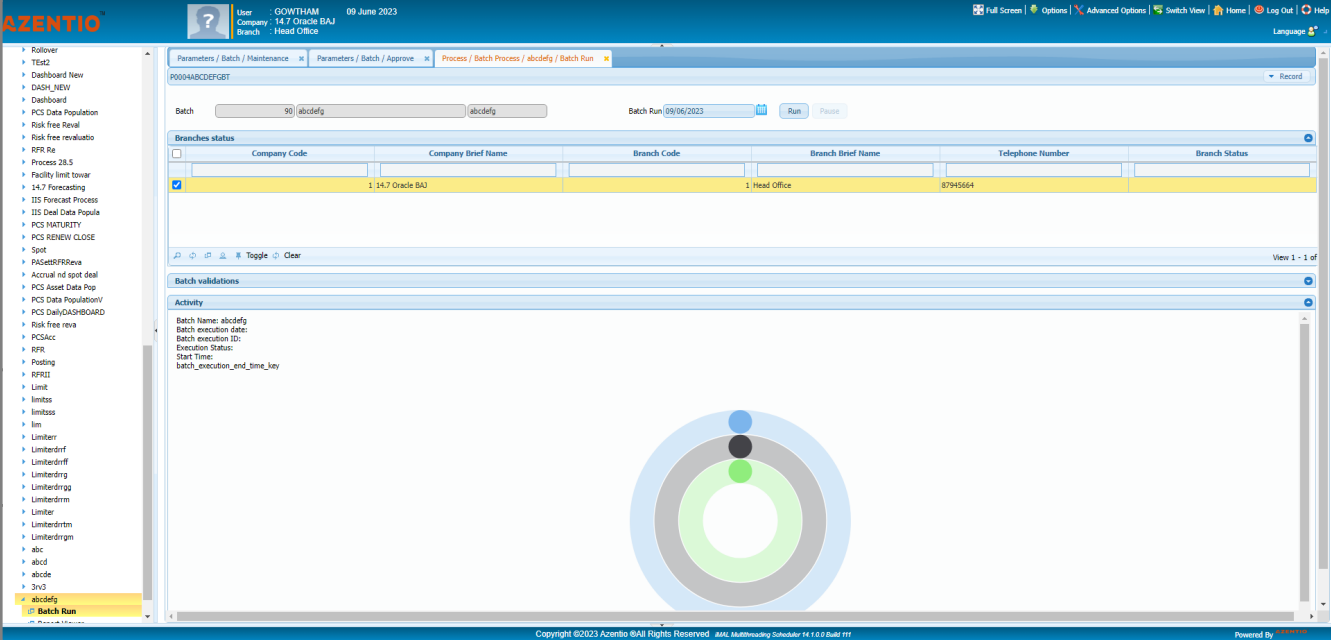 AZENTIO™
?
User : GOWTHAM 09 June 2023
Company : 14.7 Oracle BAJ
Branch : Head Office
Full Screen | Options | Advanced Options | Switch View | Home | Log Out | Help
Language
Rollover
TEst2
Dashboard New
DASH_NEW
Dashboard
PCS Data Population
Risk free Reval
Risk free revaluatio
RFR Re
Process 28.5
Facility limit towar
14.7 Forecasting
IIS Forecast Process
IIS Deal Data Popula
PCS MATURITY
PCS RENEW CLOSE
Spot
PASettRFRReva
Accrual nd spot deal
PCS Asset Data Pop
PCS Data PopulationV
PCS DailyDASHBOARD
Risk free reva
PCSAcc
RFR
Posting
RFRII
Limit
limitss
limitsss
lim
Limiterr
Limiterdrrf
Limiterdrrff
Limiterdrrg
Limiterdrrgg
Limiterdrrm
Limiter
Limiterdrrtm
Limiterdrrgm
abc
abcd
abcde
3rv3
abcdefg
Batch Run
Parameters / Batch / Maintenance
Parameters / Batch / Approve
Process / Batch Process / abcdefg / Batch Run
P0004ABCDEFGBT
Record
Batch 90 abcdefg abcdefg Batch Run 09/06/2023 Run Pause
Branches status
Company Code Company Brief Name Branch Code Branch Brief Name Telephone Number Branch Status
1 14.7 Oracle BAJ 1 Head Office 87945664
Toggle Clear
View 1 - 1 of
Batch validations
Activity
Batch Name: abcdefg
Batch execution date:
Batch execution ID:
Execution Status:
Start Time:
batch_execution_end_time_key
Copyright ©2023 Azentio ®All Rights Reserved iMAL Multithreading Scheduler 14.1.0.0 Build 111
Powered By AZENTIO